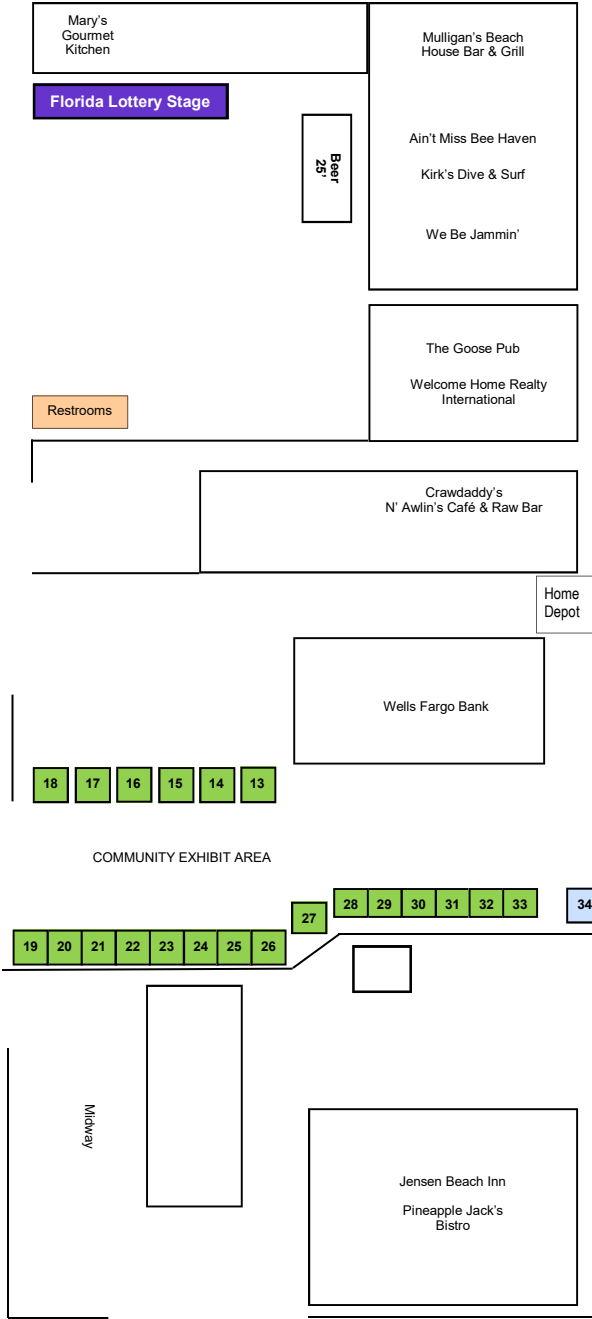 Mary's
Gourmet
Kitchen
Mulligan's Beach
House Bar & Grill
Florida Lottery Stage
Beer
25'
Ain't Miss Bee Haven
Kirk's Dive & Surf
We Be Jammin'
The Goose Pub
Welcome Home Realty
International
Restrooms
Crawdaddy's
N' Awlin's Café & Raw Bar
Home
Depot
Wells Fargo Bank
18 17 16 15 14 13
COMMUNITY EXHIBIT AREA
28 29 30 31 32 33 34
27
19 20 21 22 23 24 25 26
Midway
Jensen Beach Inn
Pineapple Jack's
Bistro